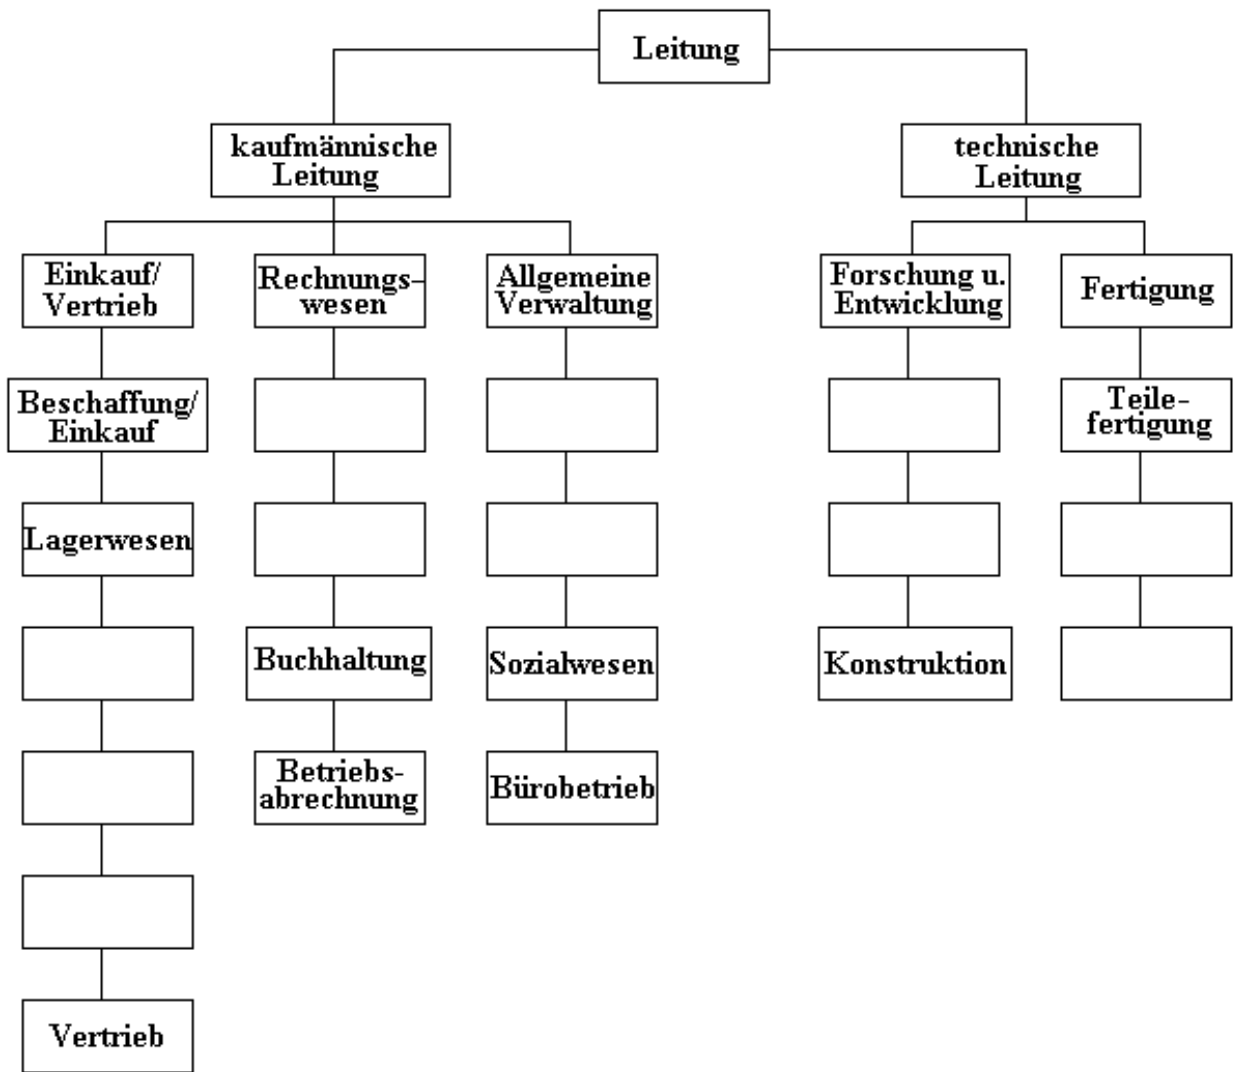 Leitung
kaufmännische
Leitung
technische
Leitung
Einkauf/
Vertrieb
Rechnungs-
wesen
Allgemeine
Verwaltung
Forschung u.
Entwicklung
Fertigung
Beschaffung/
Einkauf
Teile-
fertigung
Lagerwesen
Buchhaltung
Sozialwesen
Konstruktion
Betriebs-
abrechnung
Bürobetrieb
Vertrieb